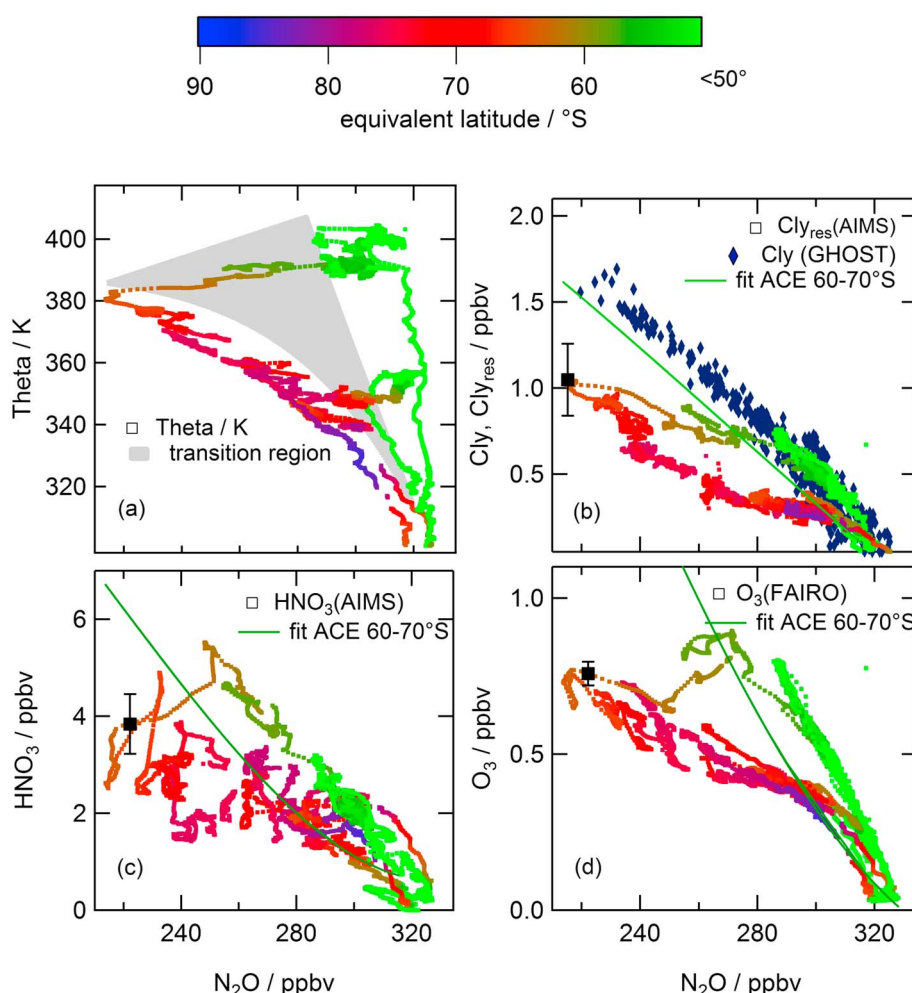 90
80
70
60
<50°
equivalent latitude / °S
400
380
360
340
320
Theta / K
Theta / K
transition region
(a)
2.0
1.5
1.0
0.5
Cly, Cly_res / ppbv
Cly_res(AIMS)
Cly (GHOST)
fit ACE 60-70°S
(b)
6
4
2
0
HNO₃ / ppbv
HNO₃(AIMS)
fit ACE 60-70°S
(c)
240
280
320
N₂O / ppbv
1.0
0.5
0.0
O₃ / ppbv
O₃(FAIRO)
fit ACE 60-70°S
(d)
240
280
320
N₂O / ppbv